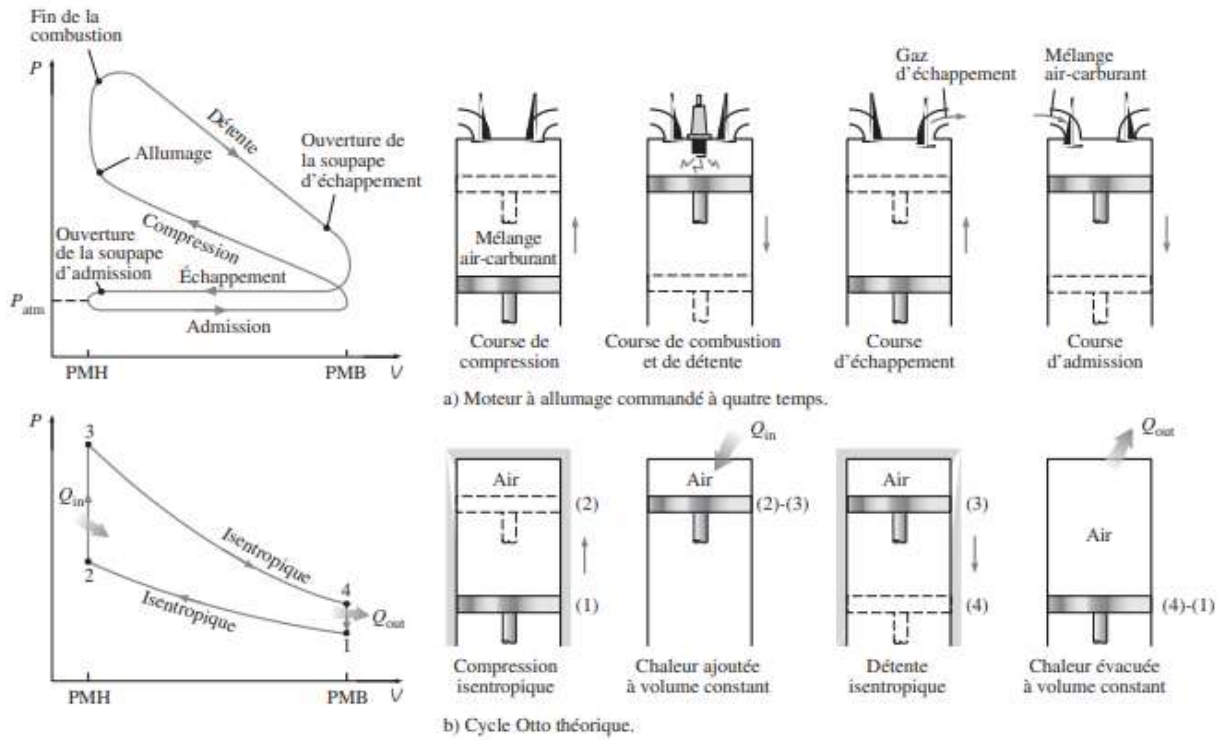 Fin de la
combustion
P
Détente
Allumage
Ouverture de
la soupape
d'échappement
Compression
Ouverture
de la soupape
d'admission
Échappement
Patm
Admission
PMH
PMB
V
Gaz
d'échappement
Mélange
air-carburant
Mélange
air-carburant
Course de
compression
Course de combustion
et de détente
Course
d'échappement
Course
d'admission
a) Moteur à allumage commandé à quatre temps.
P
3
Qin
Isentropique
2
Isentropique
4
Qout
1
PMH
PMB
V
Air
(2)
(1)
Compression
isentropique
Qin
Air
(2)-(3)
Chaleur ajoutée
à volume constant
Air
(3)
(4)
Détente
isentropique
Qout
Air
(4)-(1)
Chaleur évacuée
à volume constant
b) Cycle Otto théorique.